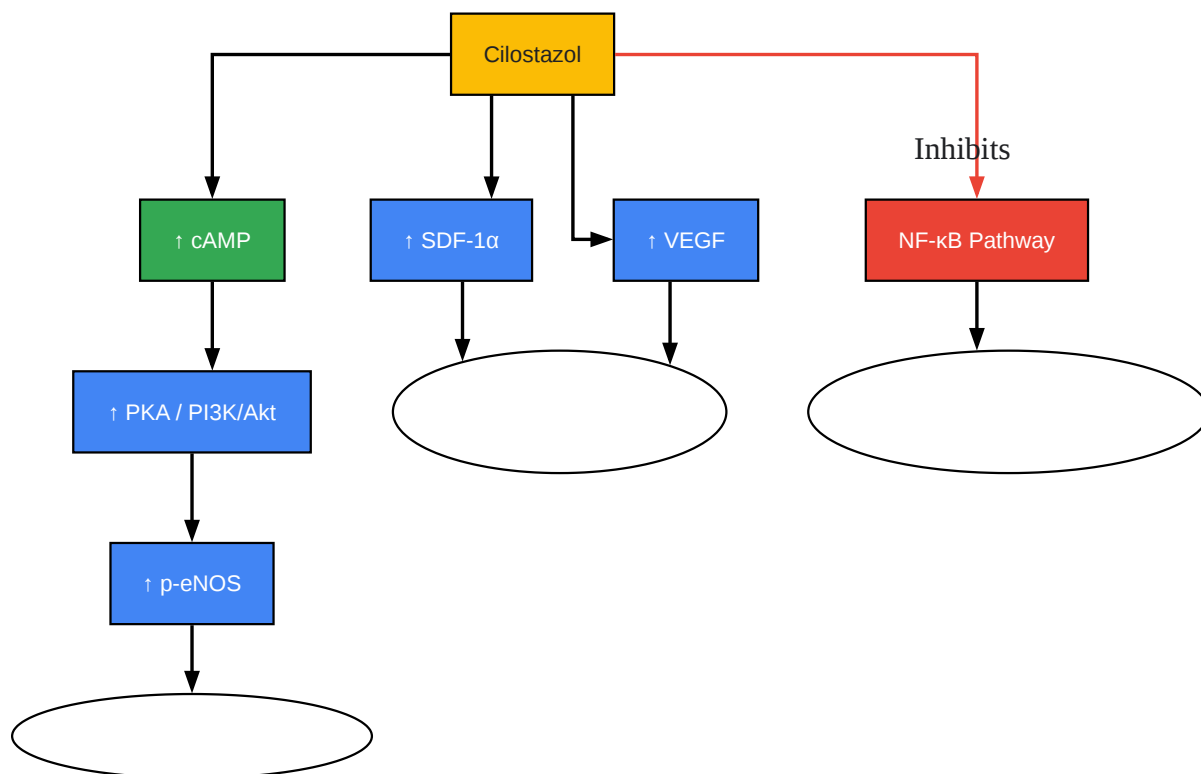 Cilostazol
Inhibits
↑ cAMP
↑ SDF-1α
↑ VEGF
NF-κB Pathway
↑ PKA / PI3K/Akt
↑ p-eNOS